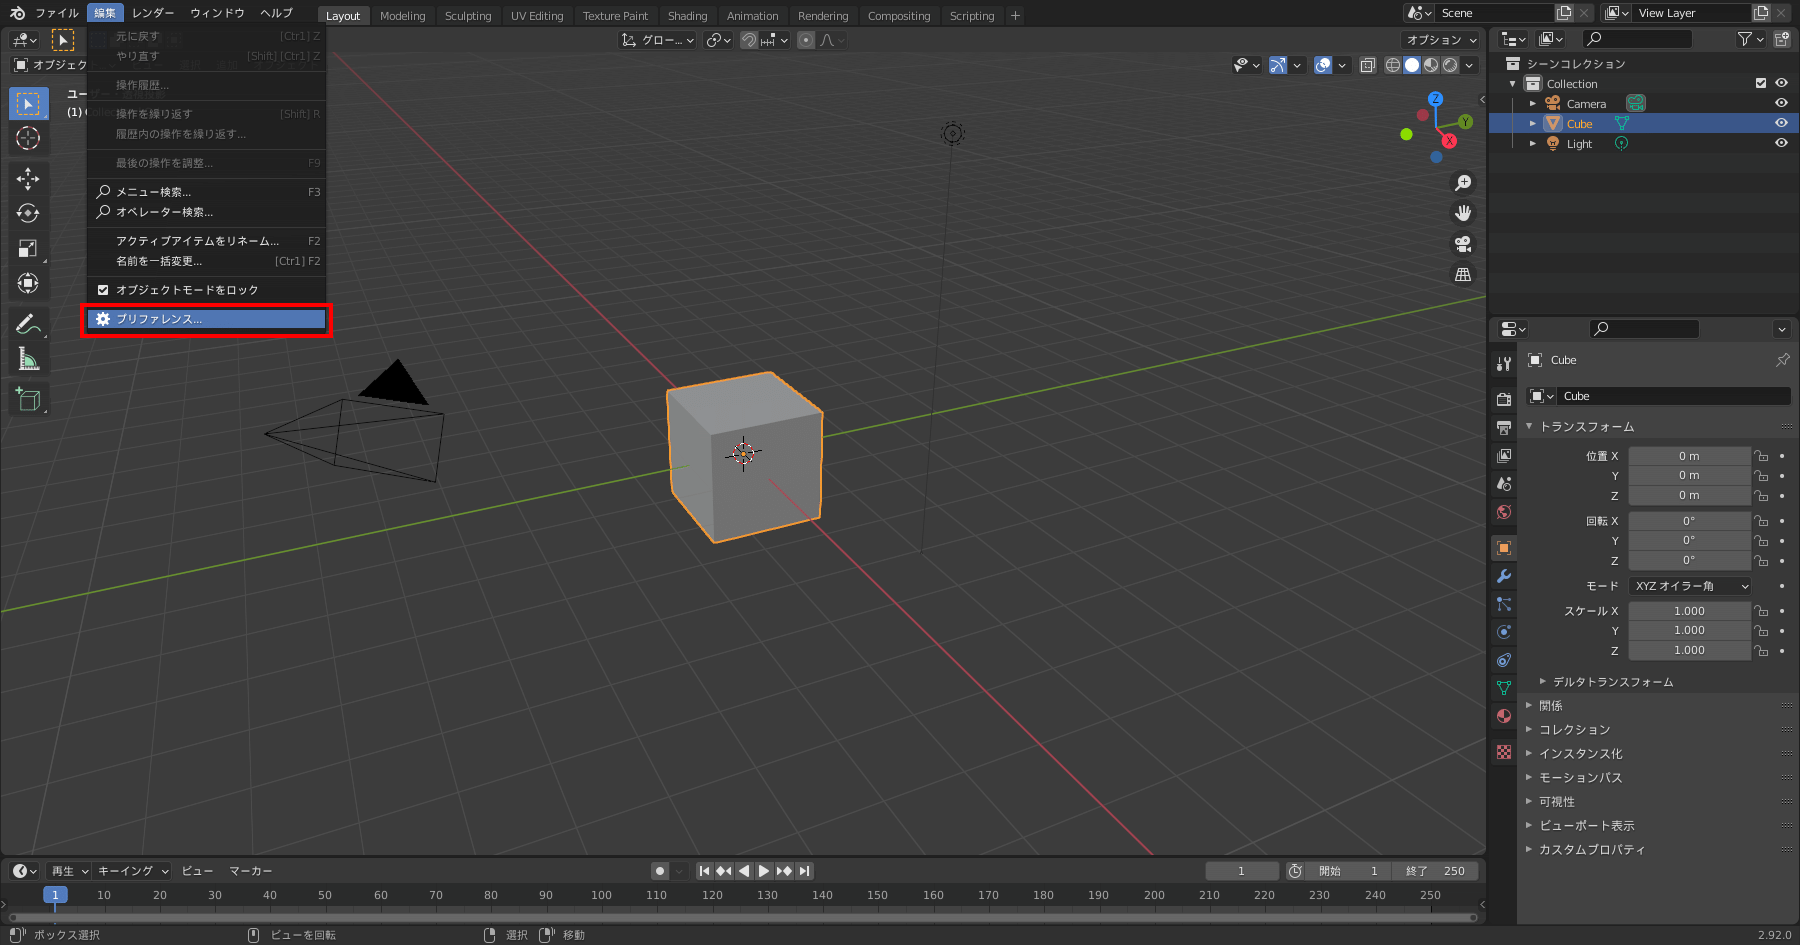 ファイル 編集 レンダー ウィンドウ ヘルプ Layout Modeling Sculpting UV Editing Texture Paint Shading Animation Rendering Compositing Scripting + Scene View Layer
元に戻す [Ctrl] Z
やり直す [Shift] [Ctrl] Z
操作履歴...
操作を繰り返す [Shift] R
履歴内の操作を繰り返す...
最後の操作を調整... F9
メニュー検索... F3
オペレーター検索...
アクティブアイテムをリネーム... F2
名前を一括変更... [Ctrl] F2
オブジェクトモードをロック
プリファレンス...
オブジェク
ユー
(1)
グロー...
オプション
Z
Y
X
シーンコレクション
Collection
Camera
Cube
Light
Cube
Cube
トランスフォーム
位置 X 0 m
Y 0 m
Z 0 m
回転 X 0°
Y 0°
Z 0°
モード XYZ オイラー角
スケール X 1.000
Y 1.000
Z 1.000
デルタトランスフォーム
関係
コレクション
インスタンス化
モーションパス
可視性
ビューポート表示
カスタムプロパティ
再生 キーイング ビュー マーカー 1 開始 1 終了 250
1 10 20 30 40 50 60 70 80 90 100 110 120 130 140 150 160 170 180 190 200 210 220 230 240 250
ボックス選択 ビューを回転 選択 移動 2.92.0